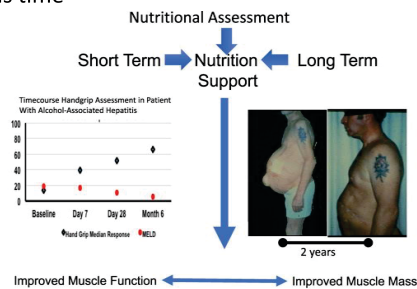 s time
Nutritional Assessment
Short Term
Nutrition
Support
Long Term
Timecourse Handgrip Assessment in Patient
With Alcohol-Associated Hepatitis
100
80
60
40
20
0
Baseline Day 7 Day 28 Month 6
Hand Grip Median Response MELD
2 years
Improved Muscle Function
Improved Muscle Mass